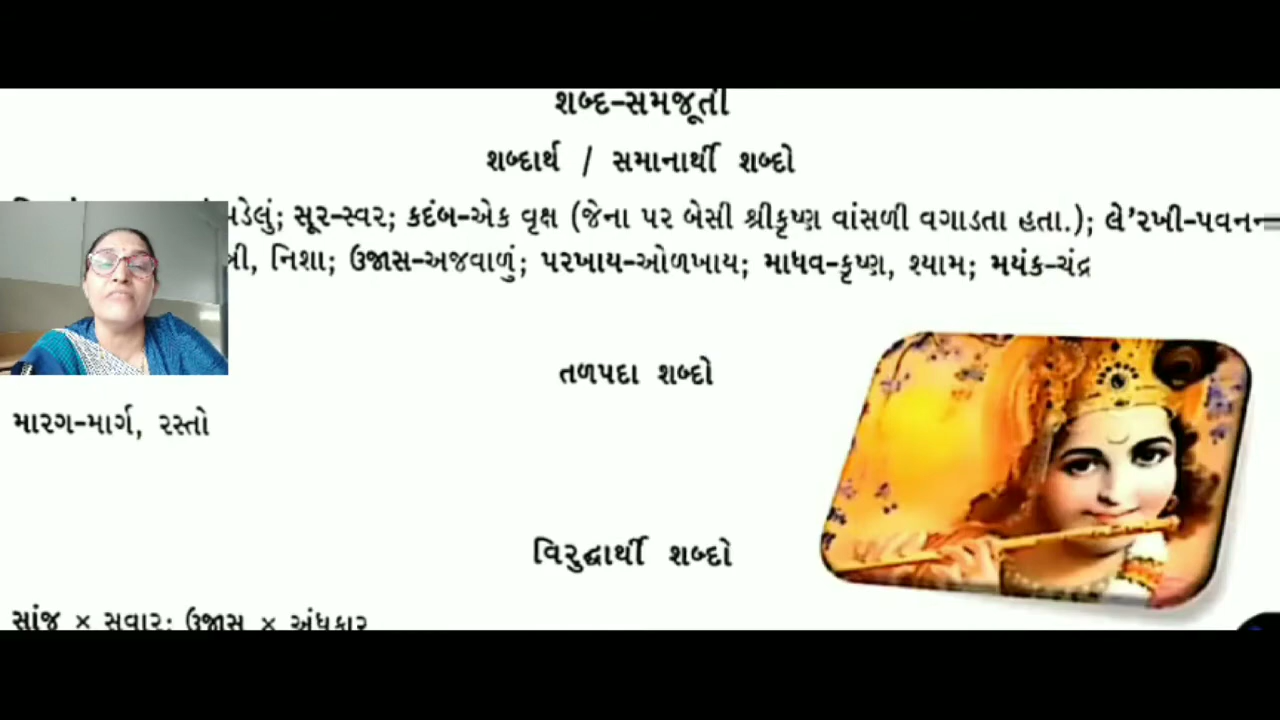 શબ્દ-સમજૂતી
શબ્દાર્થ / સમાનાર્થી શબ્દો
સૂર-સ્વર; કદંબ-એક વૃક્ષ (જેના પર બેસી શ્રીકૃષ્ણ વાંસળી વગાડતા હતા.); લે'રખી-પવન
નિશા; ઉજાસ-અજવાળું; પરખાય-ઓળખાય; માધવ-કૃષ્ણ, શ્યામ; મયંક-ચંદ્ર
તળપદા શબ્દો
મારગ-માર્ગ, રસ્તો
વિરુદ્ધાર્થી શબ્દો
સાંજ × સવાર; ઉજાસ × અંધકાર